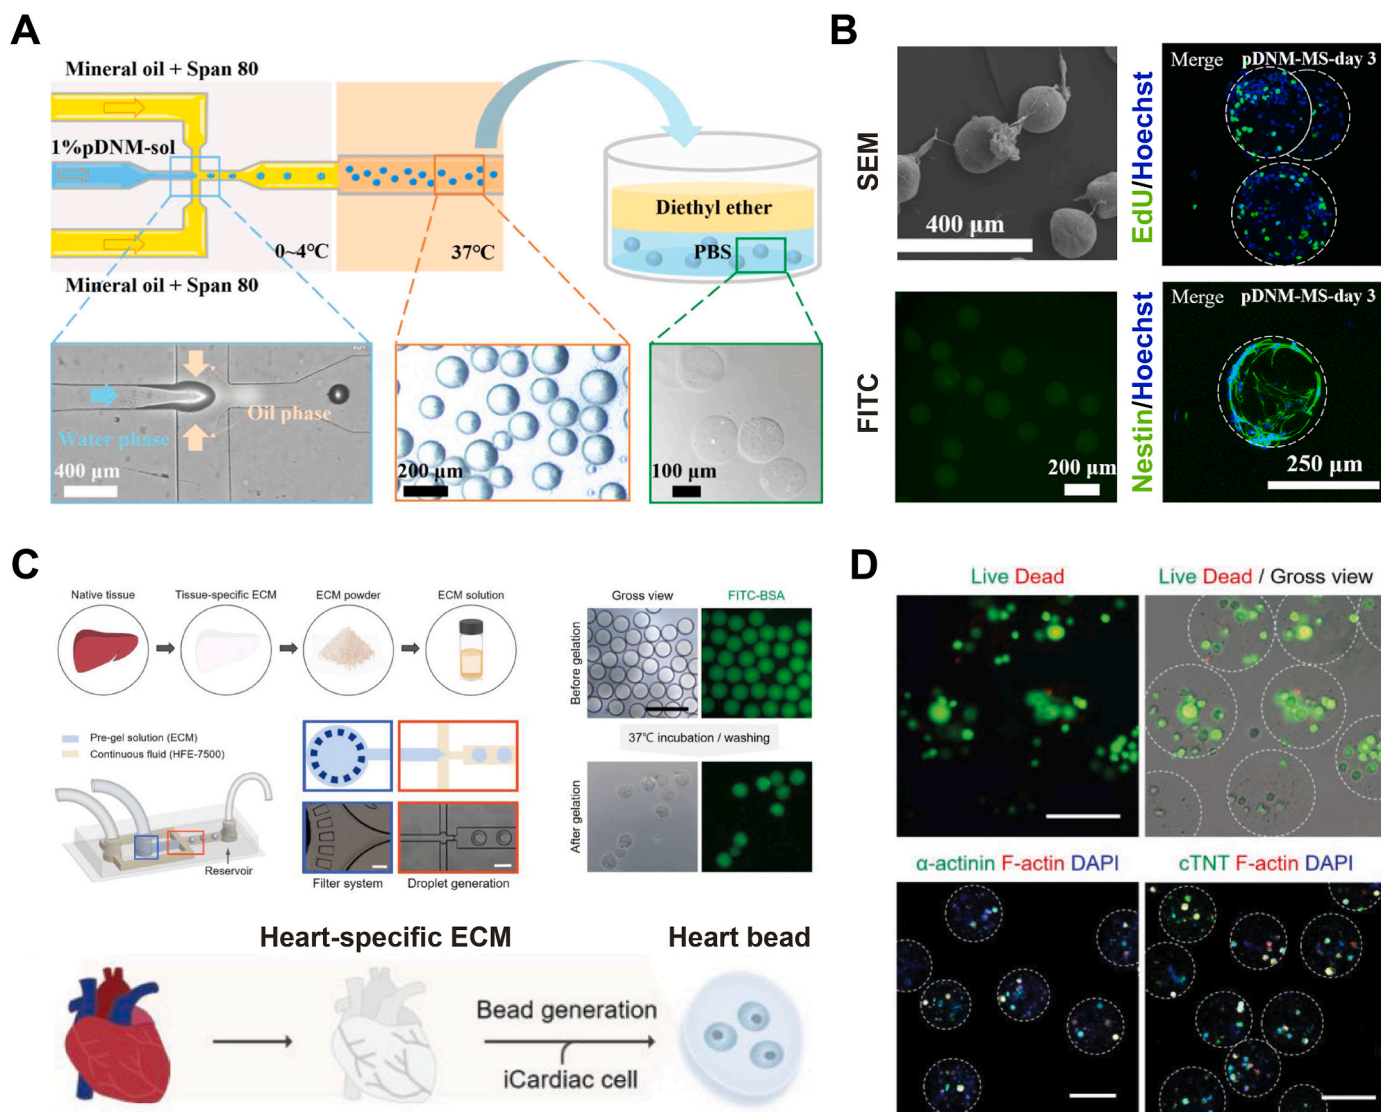 A
Mineral oil + Span 80
1%pDNM-sol
0~4℃
37℃
Mineral oil + Span 80
Diethyl ether
PBS
Water phase
Oil phase
400 μm
200 μm
100 μm
B
SEM
400 μm
EdU/Hoechst
Merge pDNM-MS-day 3
FITC
200 μm
Nestin/Hoechst
Merge pDNM-MS-day 3
250 μm
C
Native tissue
Tissue-specific ECM
ECM powder
ECM solution
Pre-gel solution (ECM)
Continuous fluid (HFE-7500)
Reservoir
Filter system
Droplet generation
Gross view
FITC-BSA
Before gelation
37℃ incubation / washing
After gelation
Heart-specific ECM
Heart bead
Bead generation
iCardiac cell
D
Live Dead
Live Dead / Gross view
α-actinin F-actin DAPI
cTNT F-actin DAPI